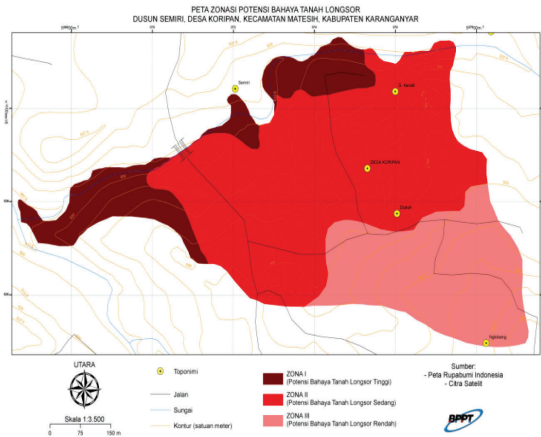 PETA ZONASI POTENSI BAHAYA TANAH LONGSOR
DUSUN SEMIRI, DESA KORIPAN, KECAMATAN MATESIH, KABUPATEN KARANGANYAR
Semiri
DESA KORIPAN
Dukuh
Ngloblang
UTARA
Skala 1:3.500
0 75 150 m
Toponimi
Jalan
Sungai
Kontur (satuan meter)
ZONA I
(Potensi Bahaya Tanah Longsor Tinggi)
ZONA II
(Potensi Bahaya Tanah Longsor Sedang)
ZONA III
(Potensi Bahaya Tanah Longsor Rendah)
Sumber:
- Peta Rupabumi Indonesia
- Citra Satelit
BPPT